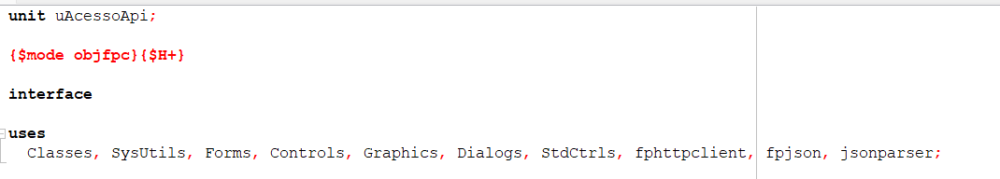 unit uAcessoApi;
{$mode objfpc}{$H+}
interface
uses
Classes, SysUtils, Forms, Controls, Graphics, Dialogs, StdCtrls, fphttpclient, fpjson, jsonparser;